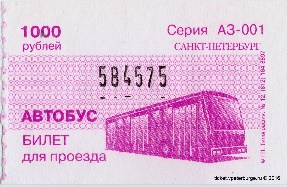 1000
рублей
Серия АЗ-001
САНКТ-ПЕТЕРБУРГ
584575
АВТОБУС
БИЛЕТ
для проезда